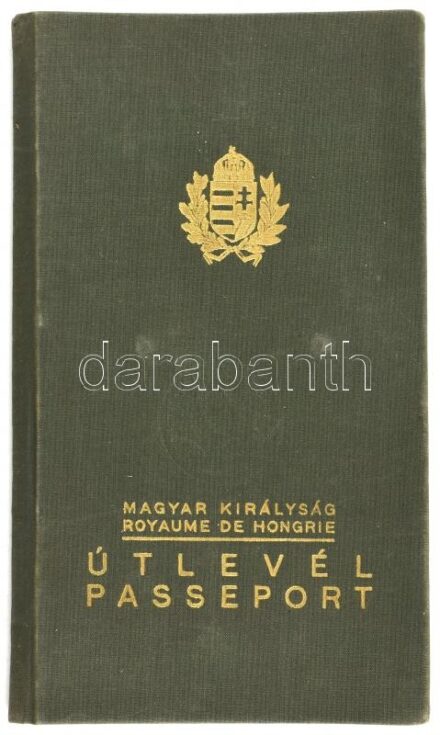 darabanth
MAGYAR KIRÁLYSÁG
ROYAUME DE HONGRIE
ÚTLEVÉL
PASSEPORT